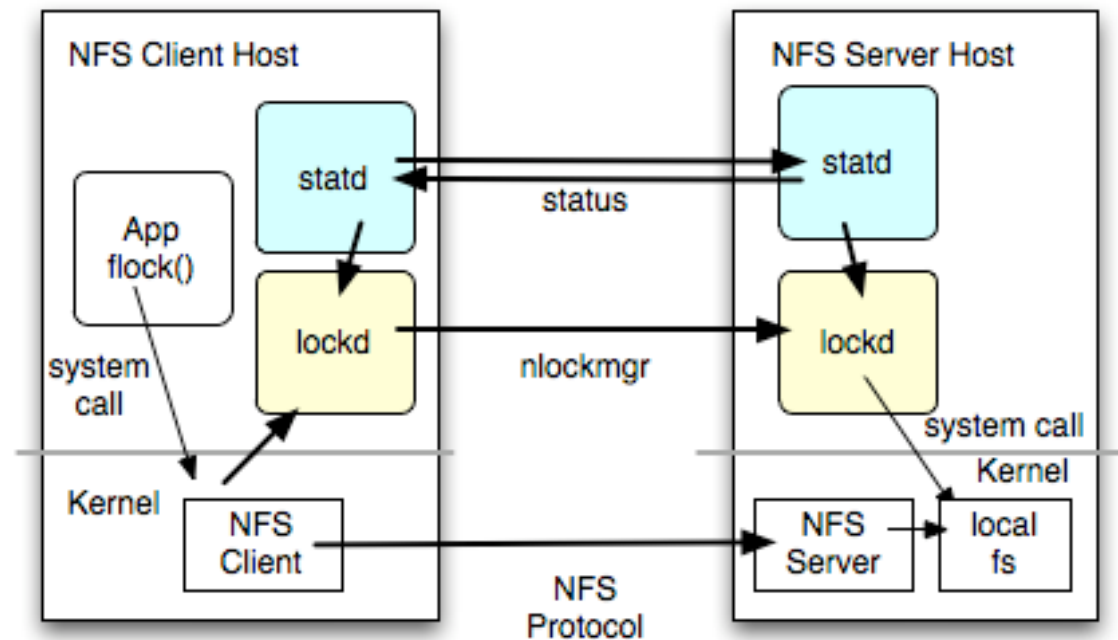 NFS Client Host
statd
App
flock()
lockd
system
call
Kernel
NFS
Client
status
nlockmgr
NFS
Protocol
NFS Server Host
statd
lockd
system call
Kernel
NFS
Server
local
fs